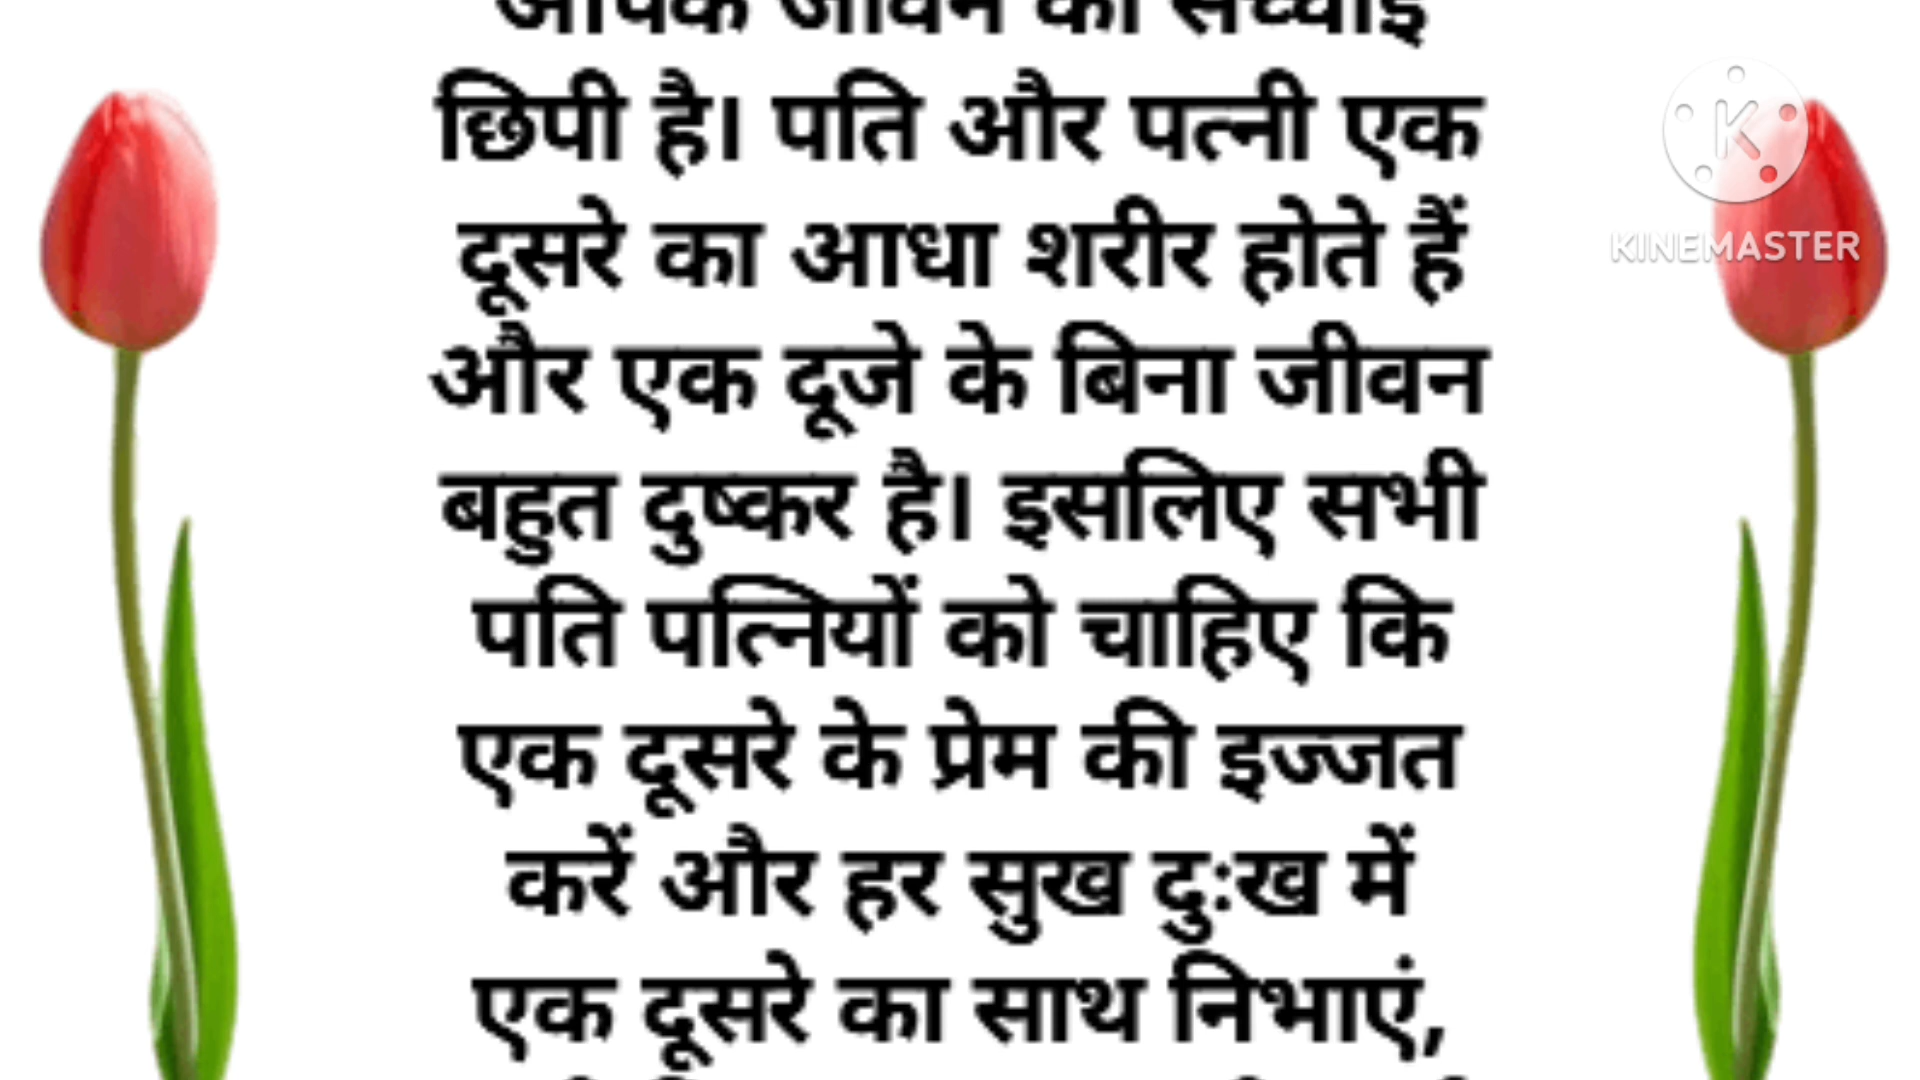 आपके जीवन की सच्चाई
छिपी है। पति और पत्नी एक
दूसरे का आधा शरीर होते हैं
और एक दूजे के बिना जीवन
बहुत दुष्कर है। इसलिए सभी
पति पत्नियों को चाहिए कि
एक दूसरे के प्रेम की इज्जत
करें और हर सुख दुःख में
एक दूसरे का साथ निभाएं,
K
KINEMASTER